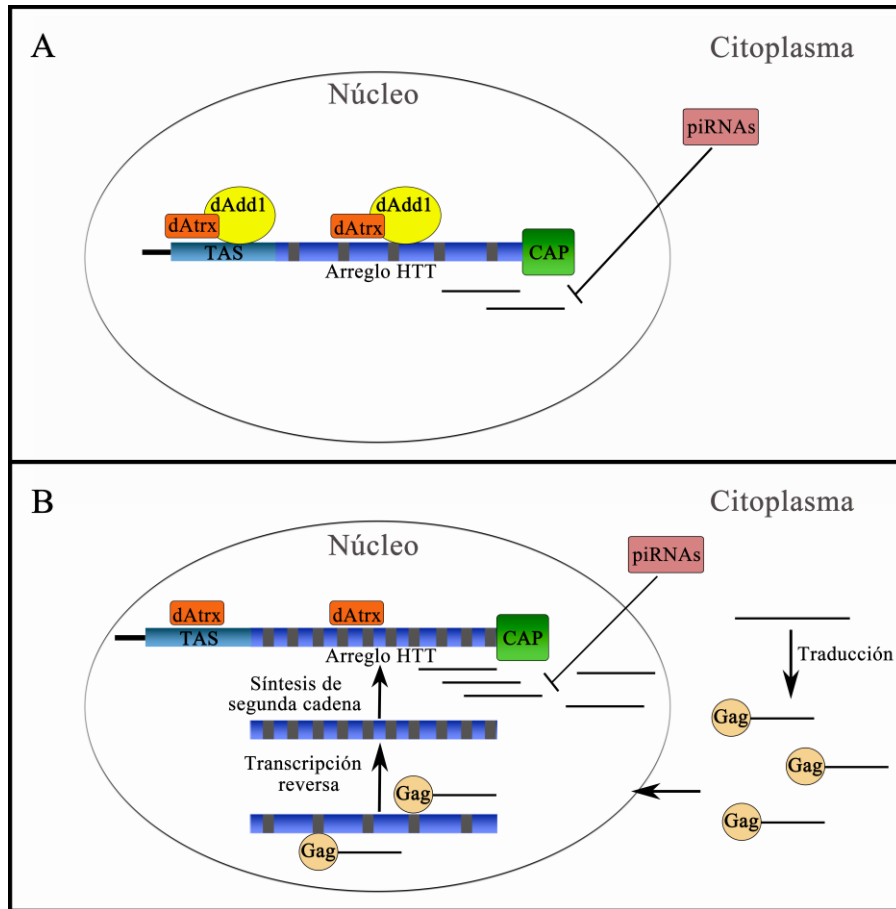 A
Citoplasma
Núcleo
piRNAs
dAdd1
dAdd1
dAtrx
dAtrx
TAS
CAP
Arreglo HTT
B
Citoplasma
Núcleo
piRNAs
dAtrx
dAtrx
TAS
CAP
Arreglo HTT
Síntesis de
segunda cadena
Traducción
Gag
Transcripción
reversa
Gag
Gag
Gag
Gag